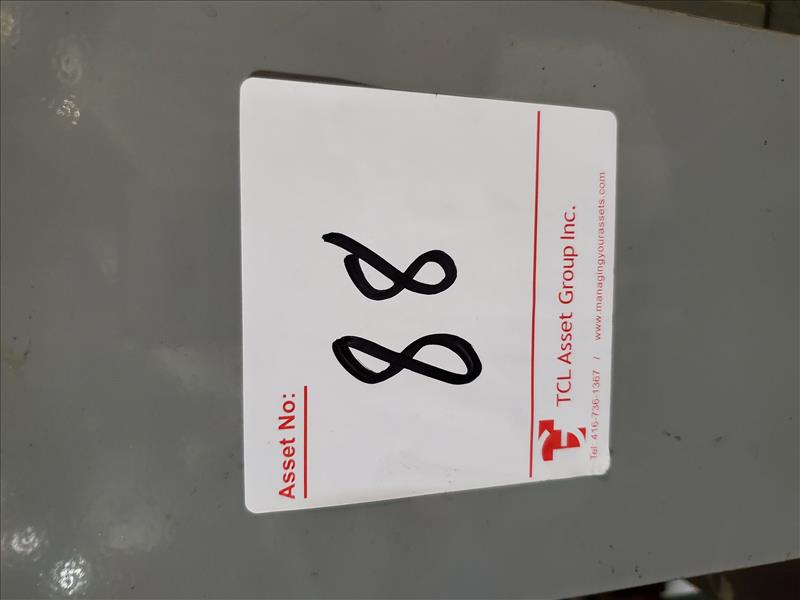 Asset No:
88
TCL Asset Group Inc.
Tel: 416-736-1367 / www.managingyourassets.com